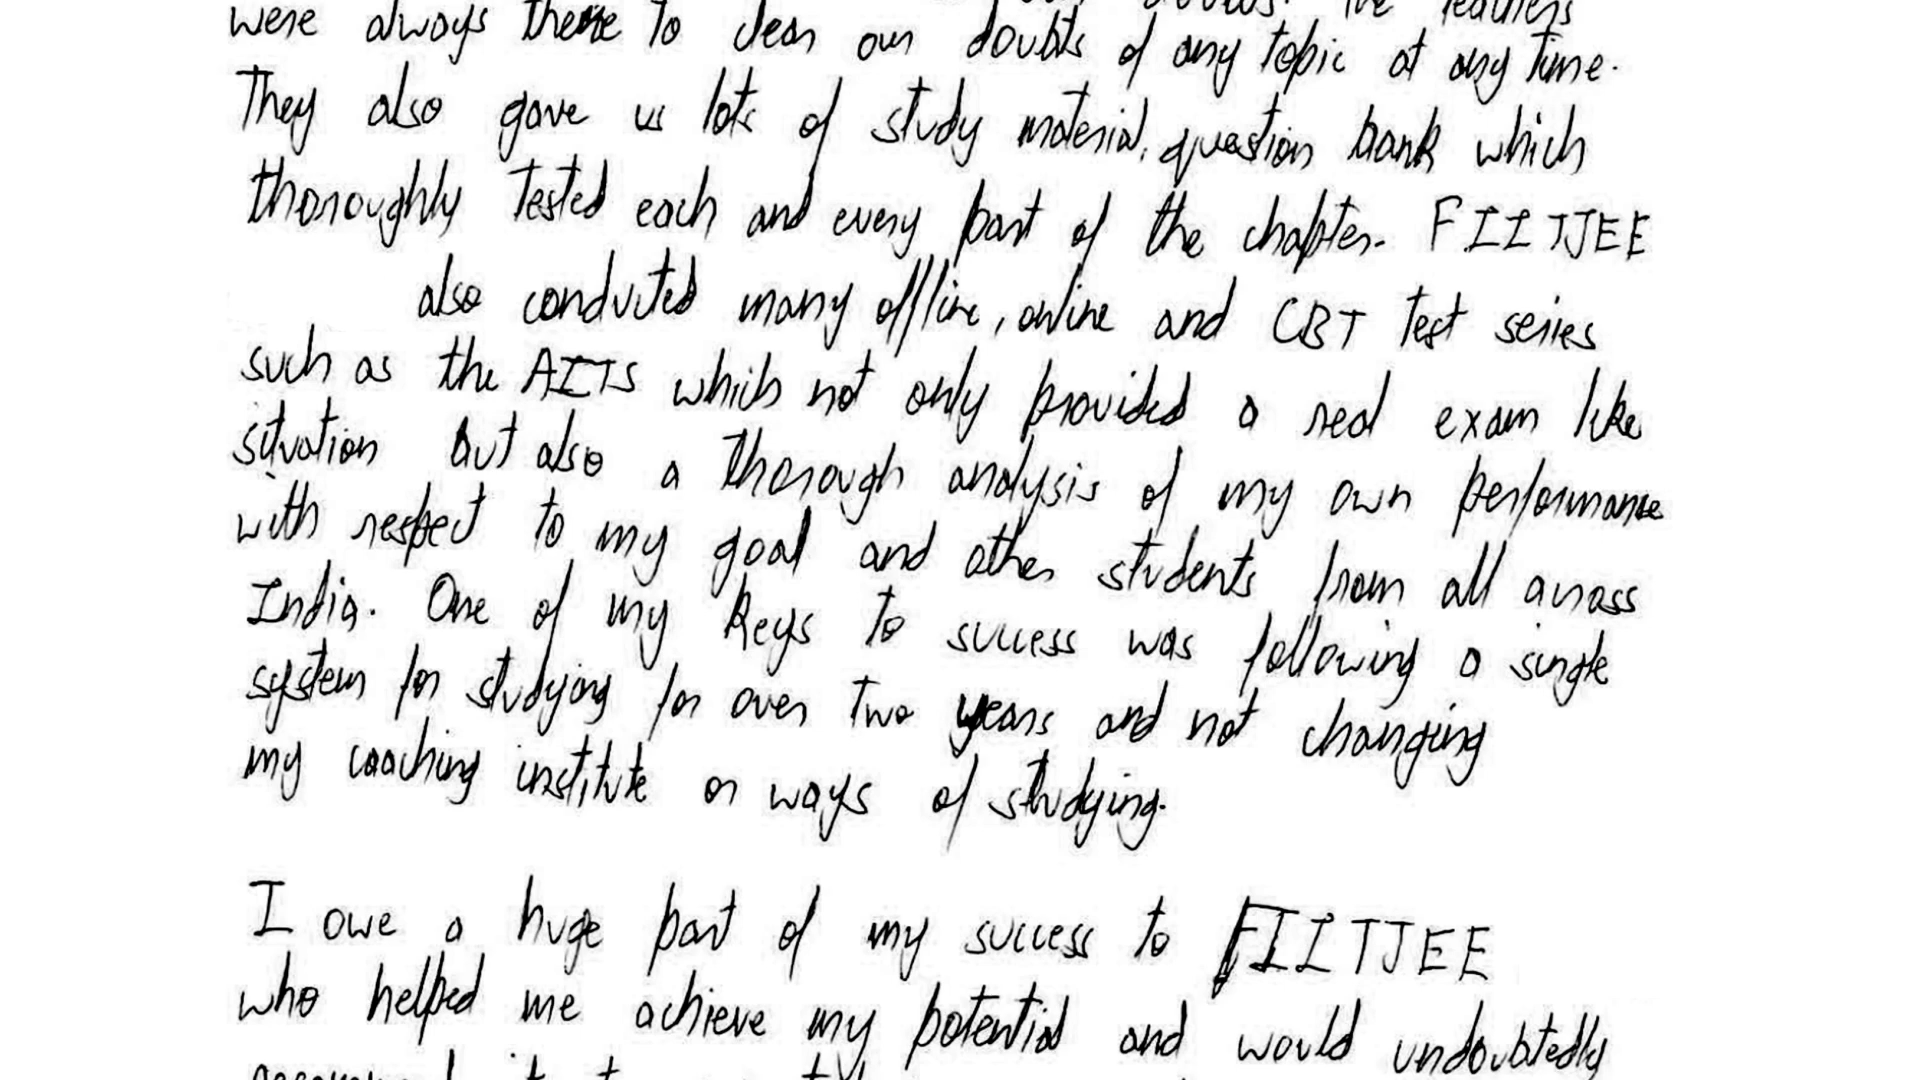 doubts. The teachers
were always there to clear our doubts of any topic at any time.
They also gave us lots of study material, question bank which
thoroughly tested each and every part of the chapter. FIITJEE
also conducted many offline, online and CBT test series
such as the AITS which not only provided a real exam like
situation but also a thorough analysis of my own performance
with respect to my goal and other students from all across
India. One of my keys to success was following a single
system for studying for over two years and not changing
my coaching institute or ways of studying.
I owe a huge part of my success to FIITJEE
who helped me achieve my potential and would undoubtedly